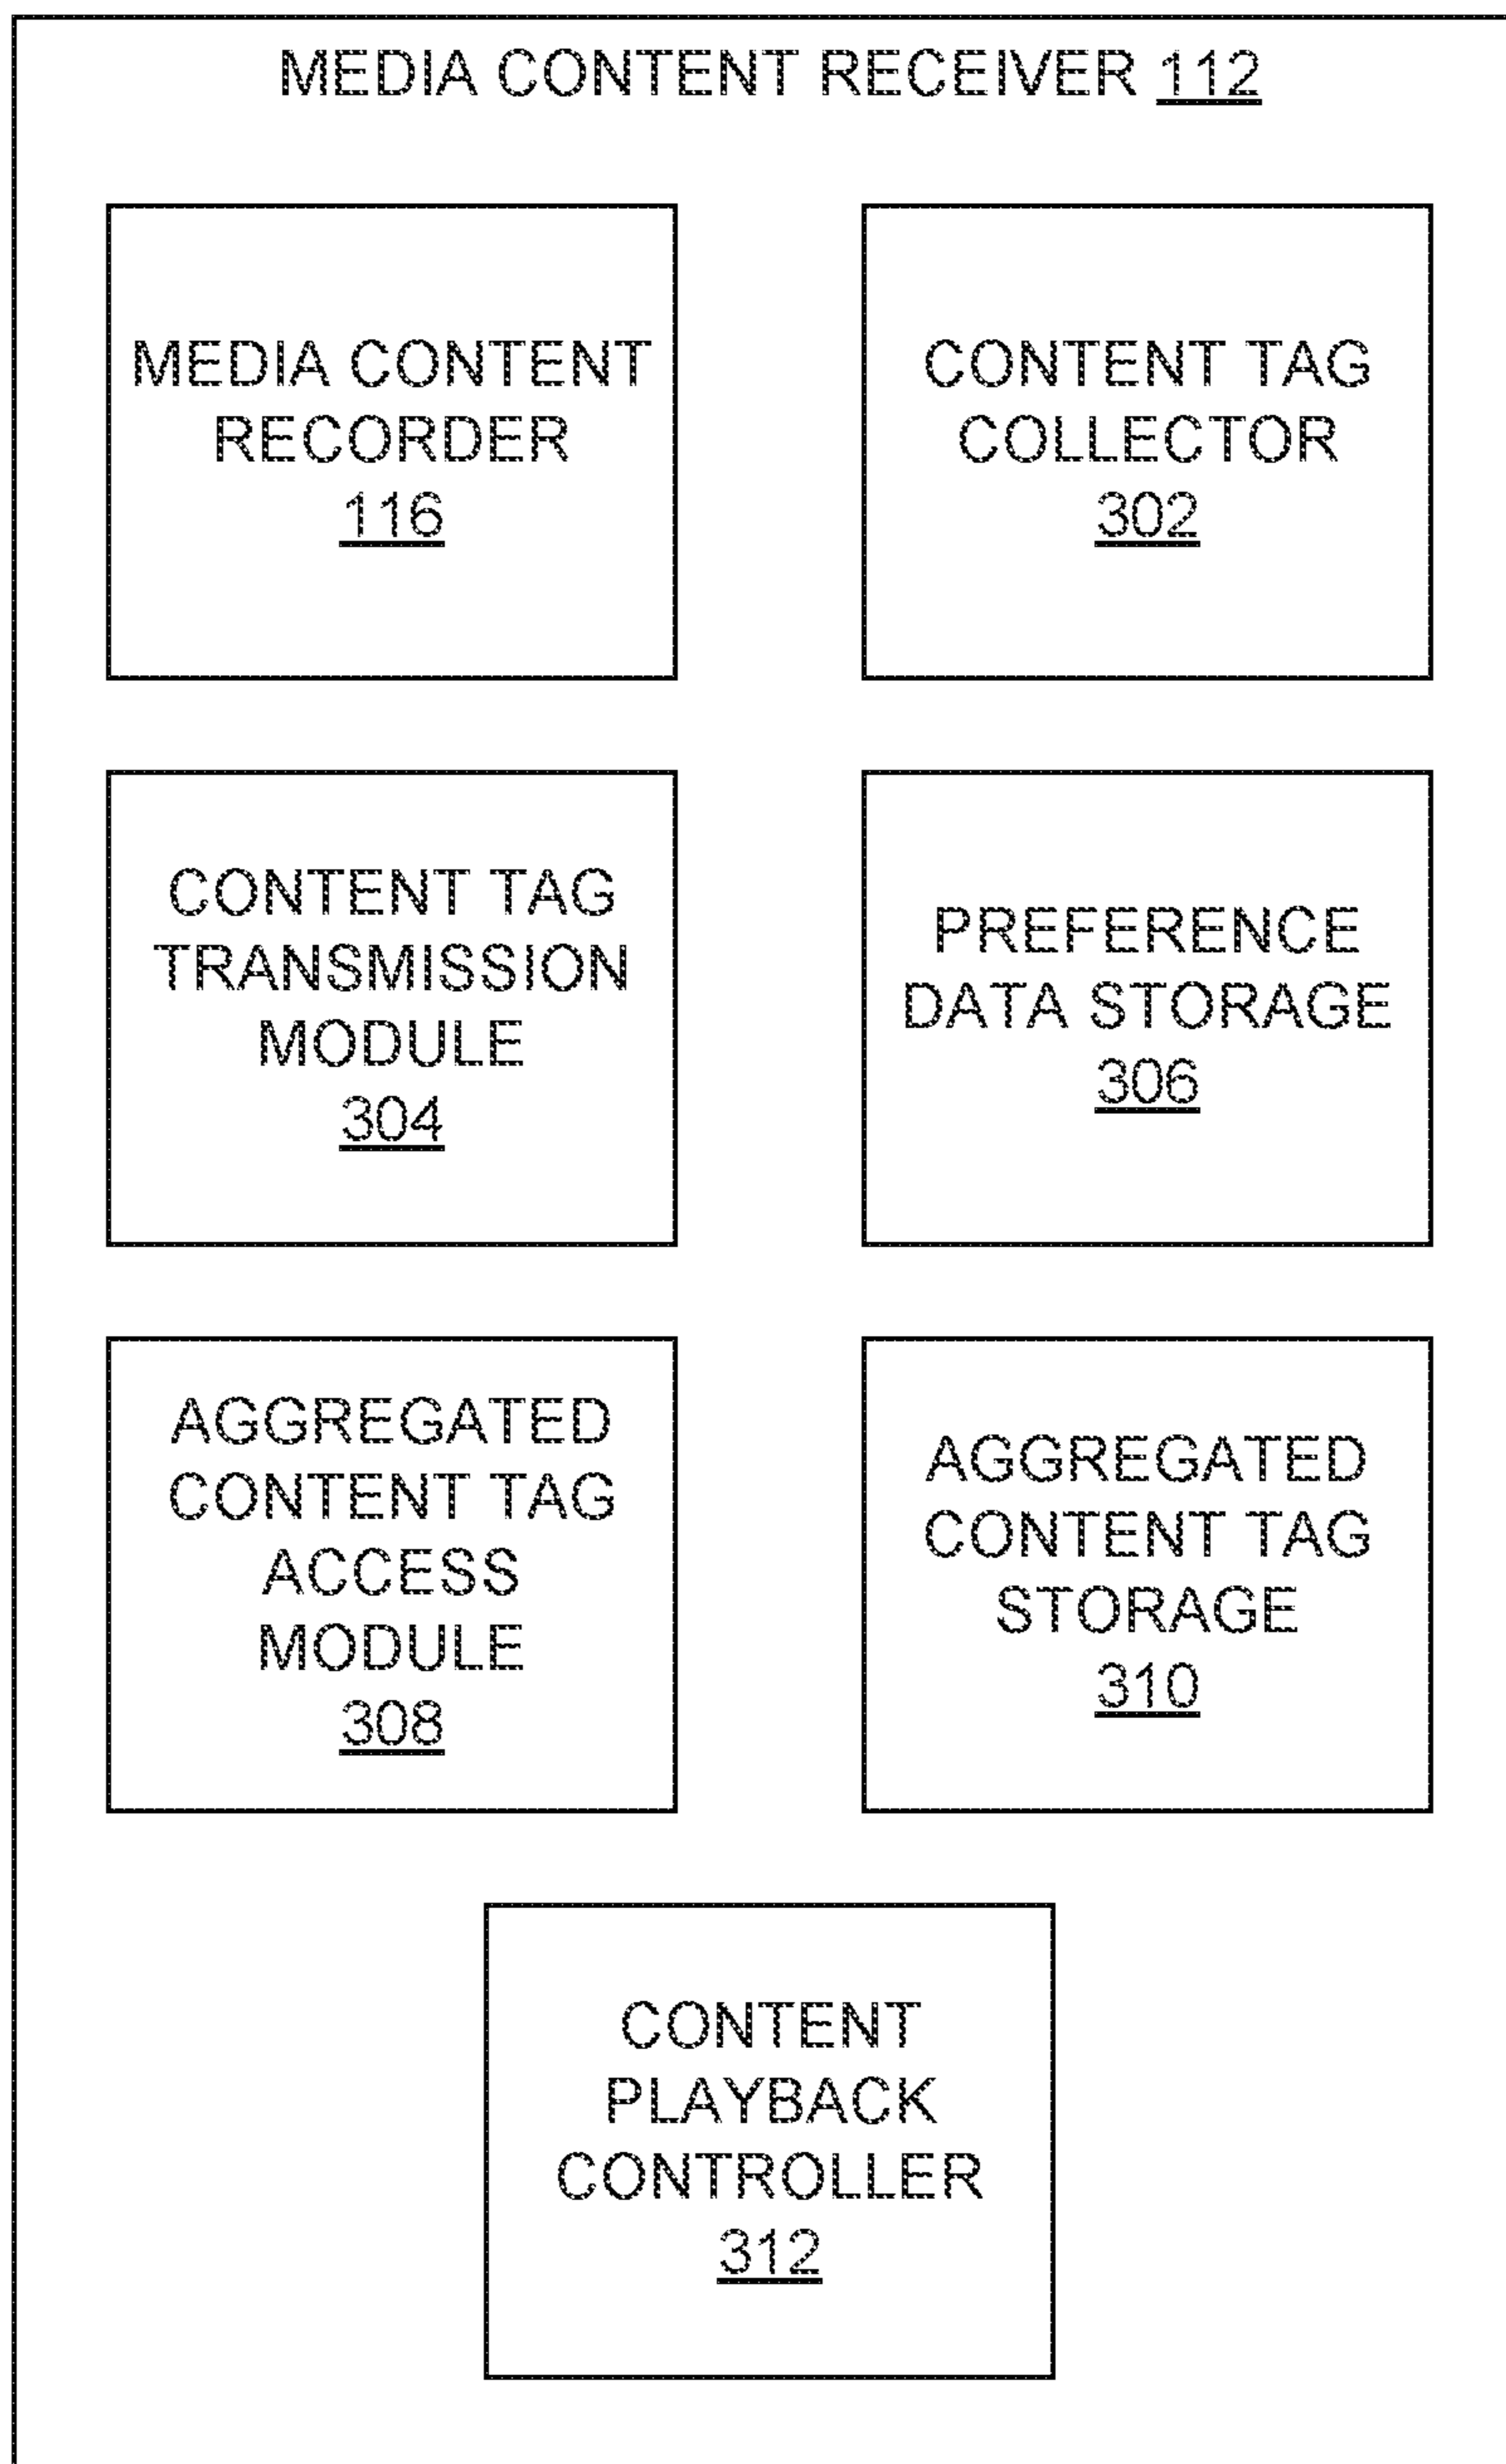 MEDIA CONTENT RECEIVER 112
MEDIA CONTENT
RECORDER
116
CONTENT TAG
COLLECTOR
302
CONTENT TAG
TRANSMISSION
MODULE
304
PREFERENCE
DATA STORAGE
306
AGGREGATED
CONTENT TAG
ACCESS
MODULE
308
AGGREGATED
CONTENT TAG
STORAGE
310
CONTENT
PLAYBACK
CONTROLLER
312